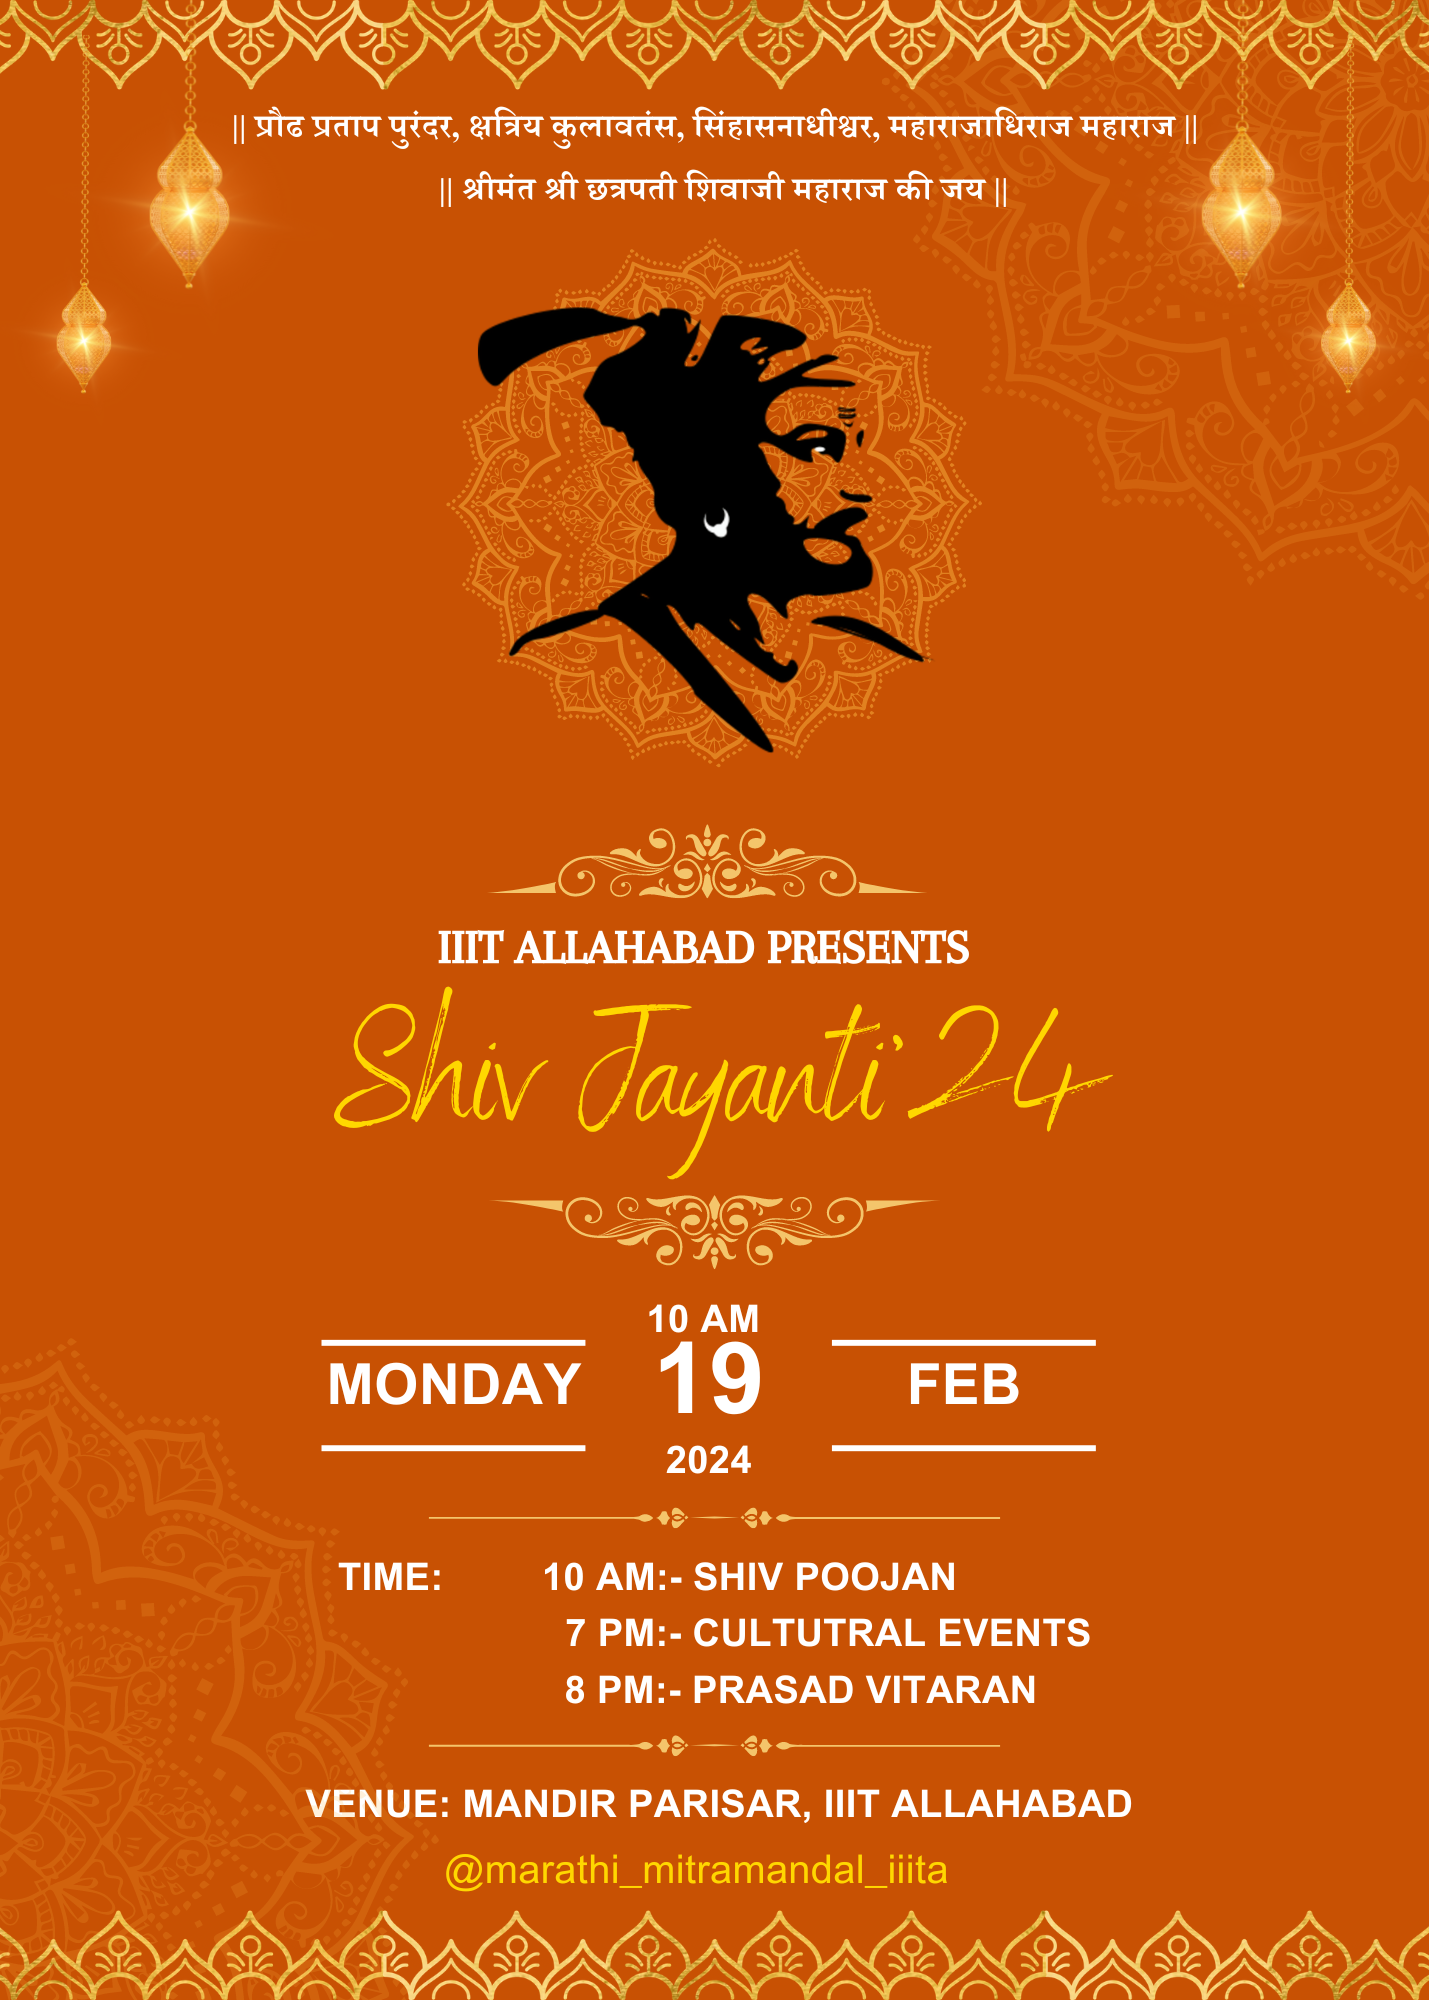 || प्रौढ प्रताप पुरंदर, क्षत्रिय कुलावतंस, सिंहासनाधीश्वर, महाराजाधिराज महाराज ||
|| श्रीमंत श्री छत्रपती शिवाजी महाराज की जय ||
IIIT ALLAHABAD PRESENTS
Shiv Jayanti' 24
10 AM
MONDAY 19 FEB
2024
TIME: 10 AM:- SHIV POOJAN
7 PM:- CULTUTRAL EVENTS
8 PM:- PRASAD VITARAN
VENUE: MANDIR PARISAR, IIIT ALLAHABAD
@marathi_mitramandal_iiita